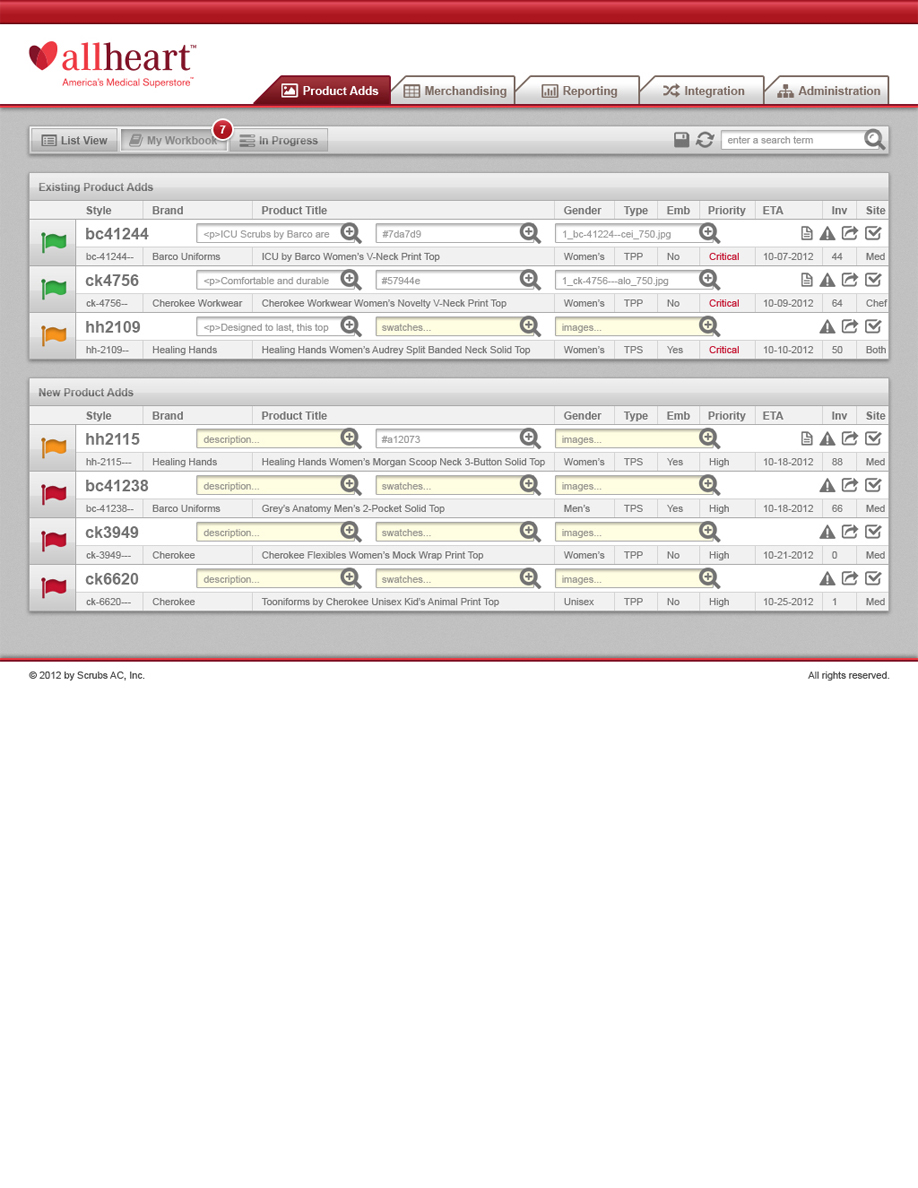 allheart™
America's Medical Superstore™
Product Adds Merchandising Reporting Integration Administration
List View My Workbook 7 In Progress enter a search term
Existing Product Adds
Style Brand Product Title Gender Type Emb Priority ETA Inv Site
bc41244 <p>ICU Scrubs by Barco are #7da7d9 1_bc-41224--cei_750.jpg
bc-41244-- Barco Uniforms ICU by Barco Women's V-Neck Print Top Women's TPP No Critical 10-07-2012 44 Med
ck4756 <p>Comfortable and durable #57944e 1_ck-4756---alo_750.jpg
ck-4756-- Cherokee Workwear Cherokee Workwear Women's Novelty V-Neck Print Top Women's TPP No Critical 10-09-2012 64 Chef
hh2109 <p>Designed to last, this top swatches... images...
hh-2109-- Healing Hands Healing Hands Women's Audrey Split Banded Neck Solid Top Women's TPS Yes Critical 10-10-2012 50 Both
New Product Adds
Style Brand Product Title Gender Type Emb Priority ETA Inv Site
hh2115 description... #a12073 images...
hh-2115--- Healing Hands Healing Hands Women's Morgan Scoop Neck 3-Button Solid Top Women's TPS Yes High 10-18-2012 88 Med
bc41238 description... swatches... images...
bc-41238-- Barco Uniforms Grey's Anatomy Men's 2-Pocket Solid Top Men's TPS Yes High 10-18-2012 66 Med
ck3949 description... swatches... images...
ck-3949--- Cherokee Cherokee Flexibles Women's Mock Wrap Print Top Women's TPP No High 10-21-2012 0 Med
ck6620 description... swatches... images...
ck-6620--- Cherokee Tooniforms by Cherokee Unisex Kid's Animal Print Top Unisex TPP No High 10-25-2012 1 Med
© 2012 by Scrubs AC, Inc. All rights reserved.